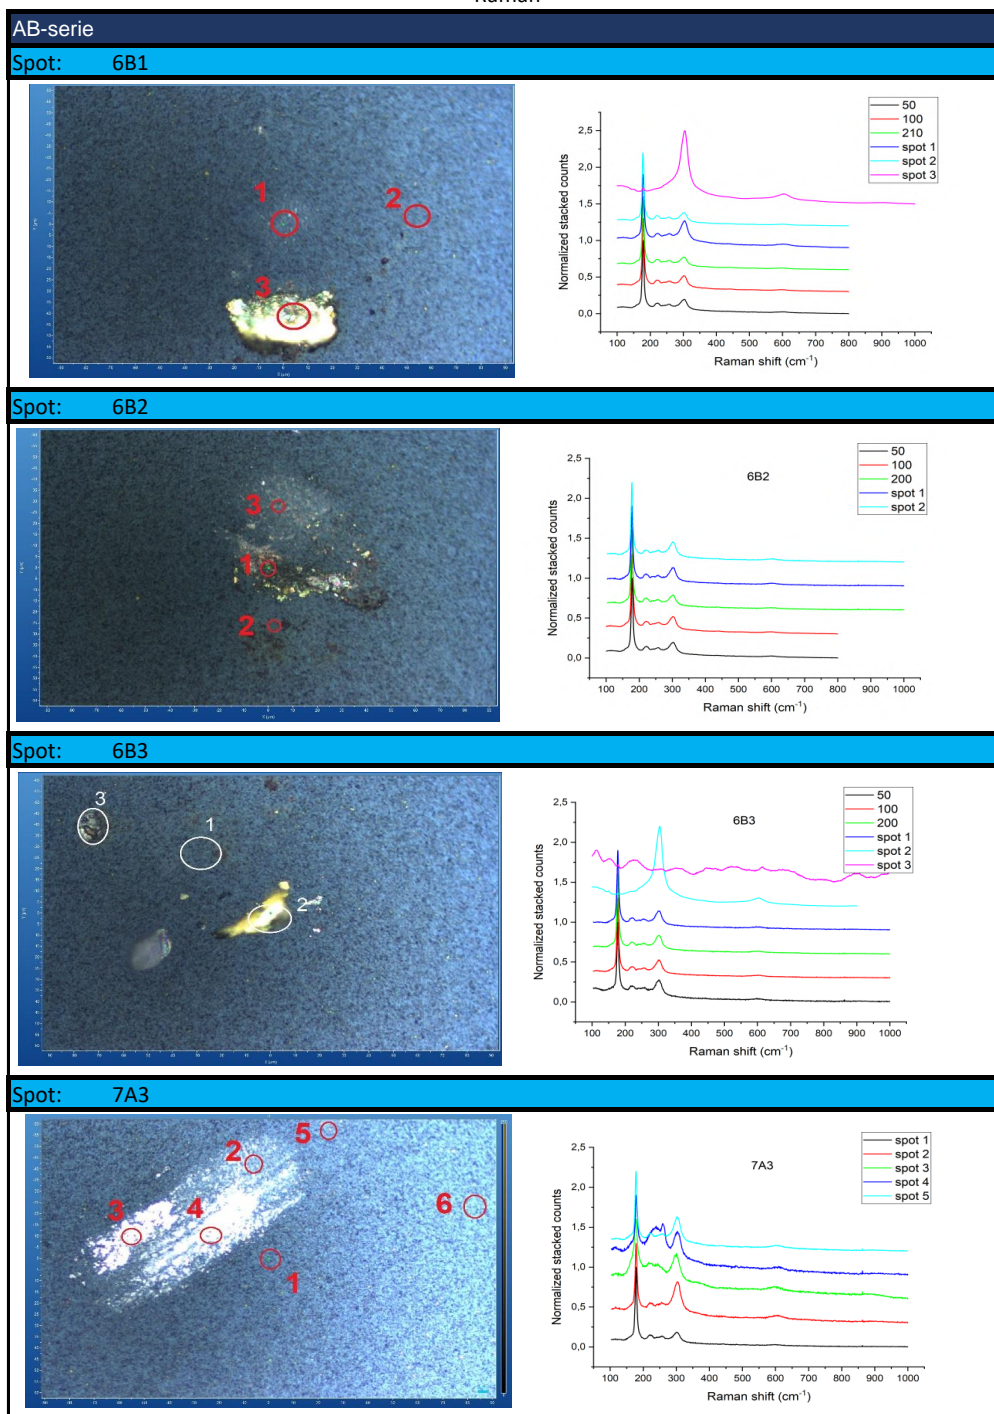 Raman
AB-serie
Spot: 6B1
1
2
3
50
100
210
spot 1
spot 2
spot 3
2,5
2,0
1,5
1,0
0,5
0,0
Normalized stacked counts
100 200 300 400 500 600 700 800 900 1000
Raman shift (cm-1)
Spot: 6B2
3
1
2
6B2
50
100
200
spot 1
spot 2
2,5
2,0
1,5
1,0
0,5
0,0
Normalized stacked counts
100 200 300 400 500 600 700 800 900 1000
Raman shift (cm-1)
Spot: 6B3
3
1
2
6B3
50
100
200
spot 1
spot 2
spot 3
2,5
2,0
1,5
1,0
0,5
0,0
Normalized stacked counts
100 200 300 400 500 600 700 800 900 1000
Raman shift (cm-1)
Spot: 7A3
5
2
6
3
4
1
7A3
spot 1
spot 2
spot 3
spot 4
spot 5
2,5
2,0
1,5
1,0
0,5
0,0
Normalized stacked counts
100 200 300 400 500 600 700 800 900 1000
Raman shift (cm-1)